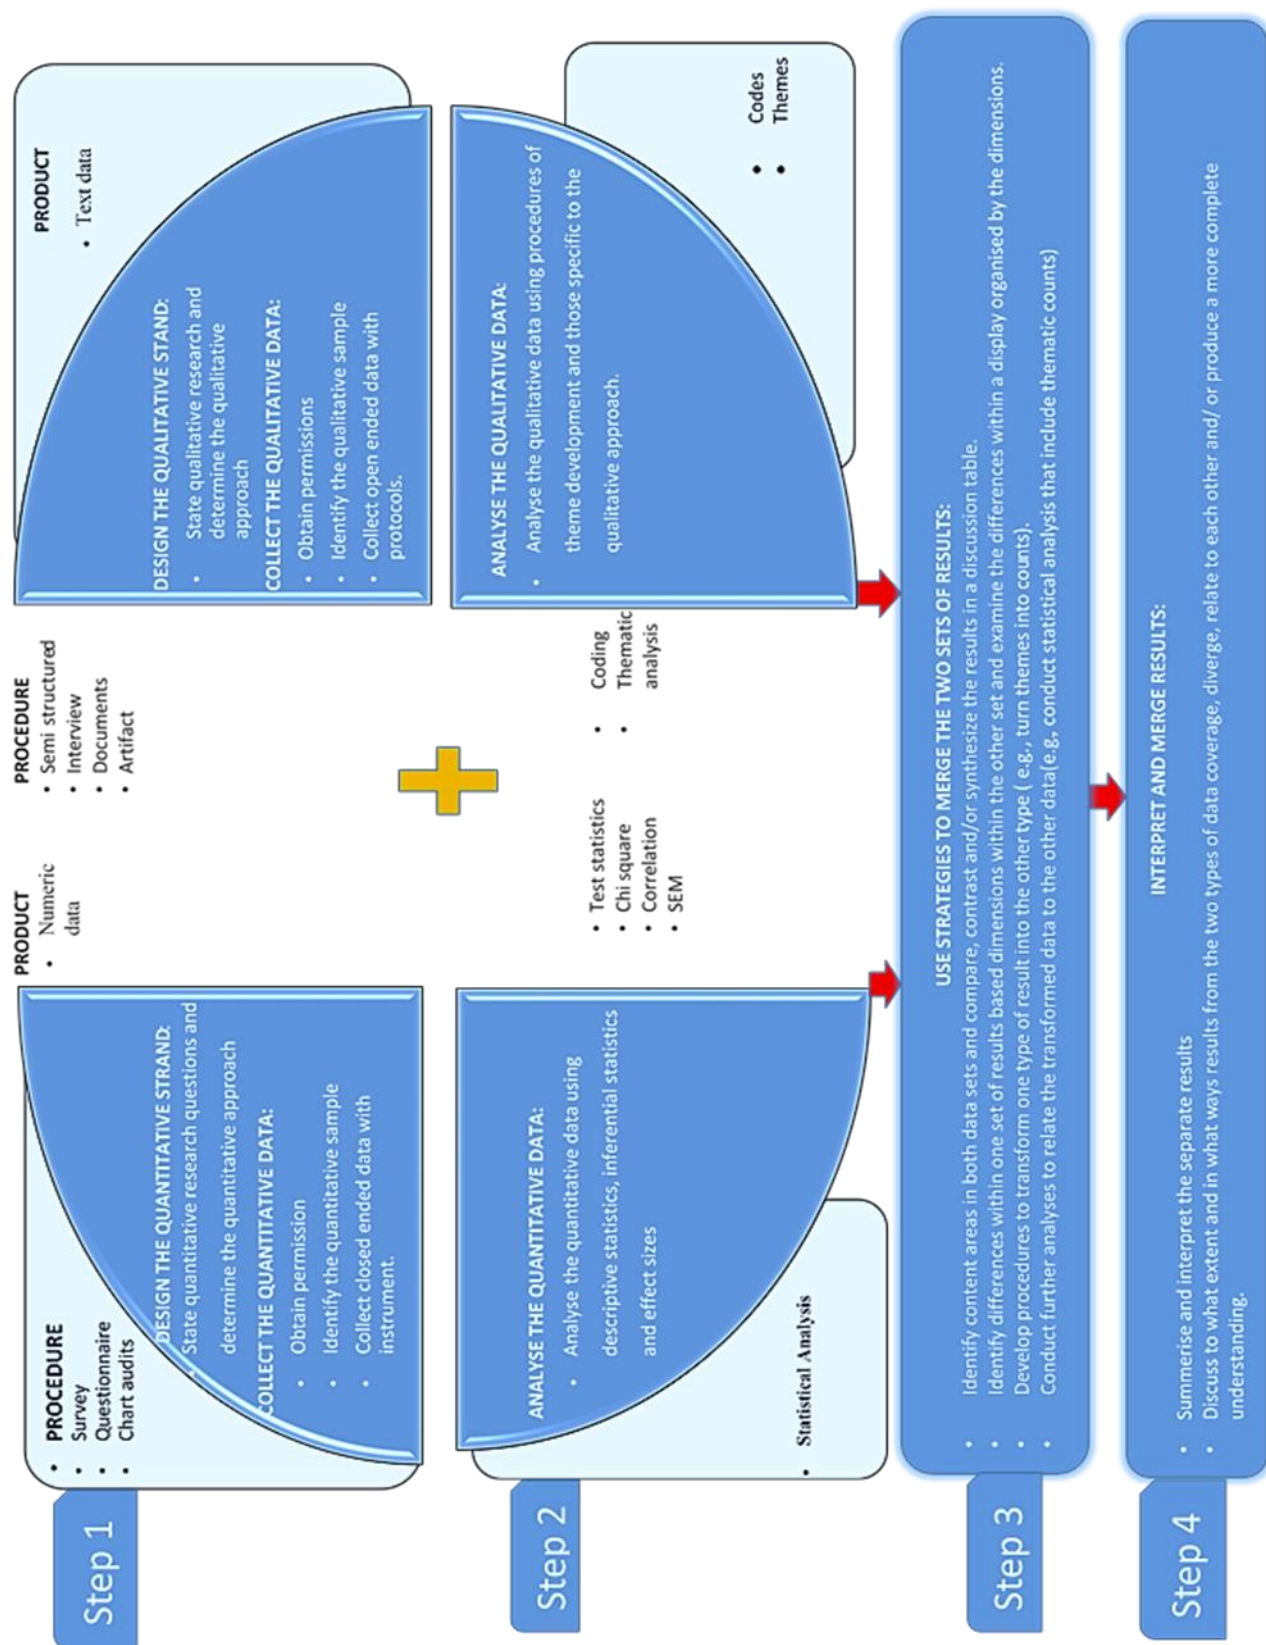 Step 1
PROCEDURE
Survey
Questionnaire
Chart audits
DESIGN THE QUANTITATIVE STRAND:
State quantitative research questions and
determine the quantitative approach
COLLECT THE QUANTITATIVE DATA:
Obtain permission
Identify the quantitative sample
Collect closed ended data with
instrument.
PRODUCT
Numeric
data
PROCEDURE
Semi structured
Interview
Documents
Artifact
DESIGN THE QUALITATIVE STAND:
State qualitative research and
determine the qualitative
approach
COLLECT THE QUALITATIVE DATA:
Obtain permissions
Identify the qualitative sample
Collect open ended data with
protocols.
PRODUCT
Text data
Step 2
Statistical Analysis
ANALYSE THE QUANTITATIVE DATA:
Analyse the quantitative data using
descriptive statistics, inferential statistics
and effect sizes
Test statistics
Chi square
Correlation
SEM
Coding
Thematic
analysis
ANALYSE THE QUALITATIVE DATA:
Analyse the qualitative data using procedures of
theme development and those specific to the
qualitative approach.
Codes
Themes
Step 3
USE STRATEGIES TO MERGE THE TWO SETS OF RESULTS:
Identify content areas in both data sets and compare, contrast and/or synthesize the results in a discussion table.
Identify differences within one set of results based dimensions within the other set and examine the differences within a display organised by the dimensions.
Develop procedures to transform one type of result into the other type ( e.g., turn themes into counts).
Conduct further analyses to relate the transformed data to the other data(e.g, conduct statistical analysis that include thematic counts)
Step 4
INTERPRET AND MERGE RESULTS:
Summerise and interpret the separate results
Discuss to what extent and in what ways results from the two types of data coverage, diverge, relate to each other and/ or produce a more complete
understanding.